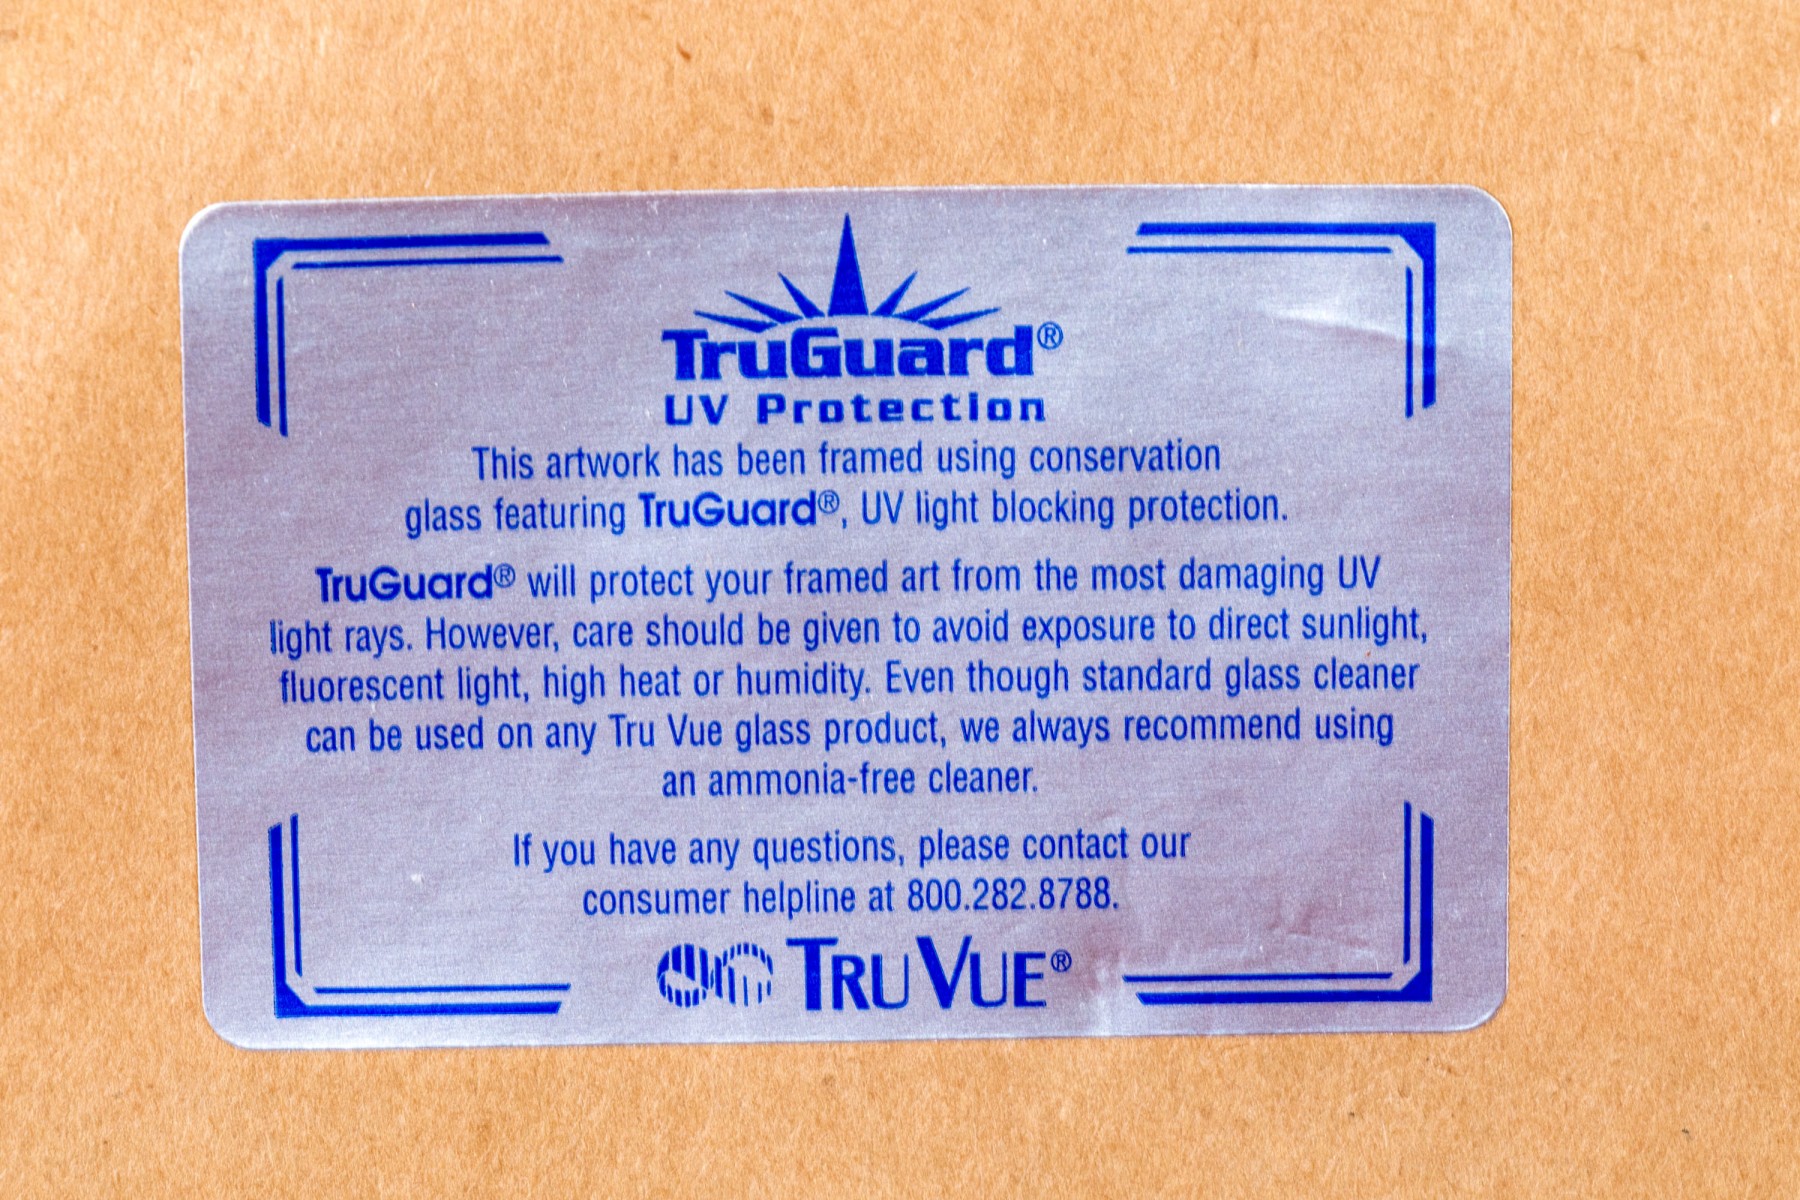 TruGuard®
UV Protection
This artwork has been framed using conservation
glass featuring TruGuard®, UV light blocking protection.
TruGuard® will protect your framed art from the most damaging UV
light rays. However, care should be given to avoid exposure to direct sunlight,
fluorescent light, high heat or humidity. Even though standard glass cleaner
can be used on any Tru Vue glass product, we always recommend using
an ammonia-free cleaner.
If you have any questions, please contact our
consumer helpline at 800.282.8788.
TRU VUE®